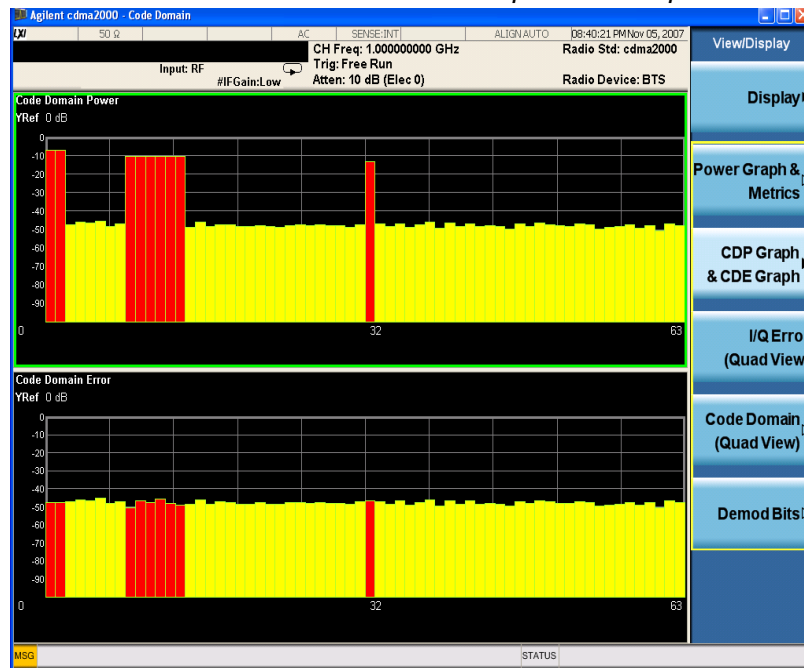 Agilent cdma2000 - Code Domain
LXI 50 Ω AC SENSE:INT ALIGN AUTO 08:40:21 PM Nov 05, 2007
CH Freq: 1.000000000 GHz Radio Std: cdma2000
Input: RF Trig: Free Run
#IFGain:Low Atten: 10 dB (Elec 0) Radio Device: BTS
Code Domain Power
YRef 0 dB
0
-10
-20
-30
-40
-50
-60
-70
-80
-90
0 32 63
Code Domain Error
YRef 0 dB
0
-10
-20
-30
-40
-50
-60
-70
-80
-90
0 32 63
View/Display
Display
Power Graph &
Metrics
CDP Graph
& CDE Graph
I/Q Erro
(Quad View
Code Domain
(Quad View)
Demod Bits
MSG STATUS